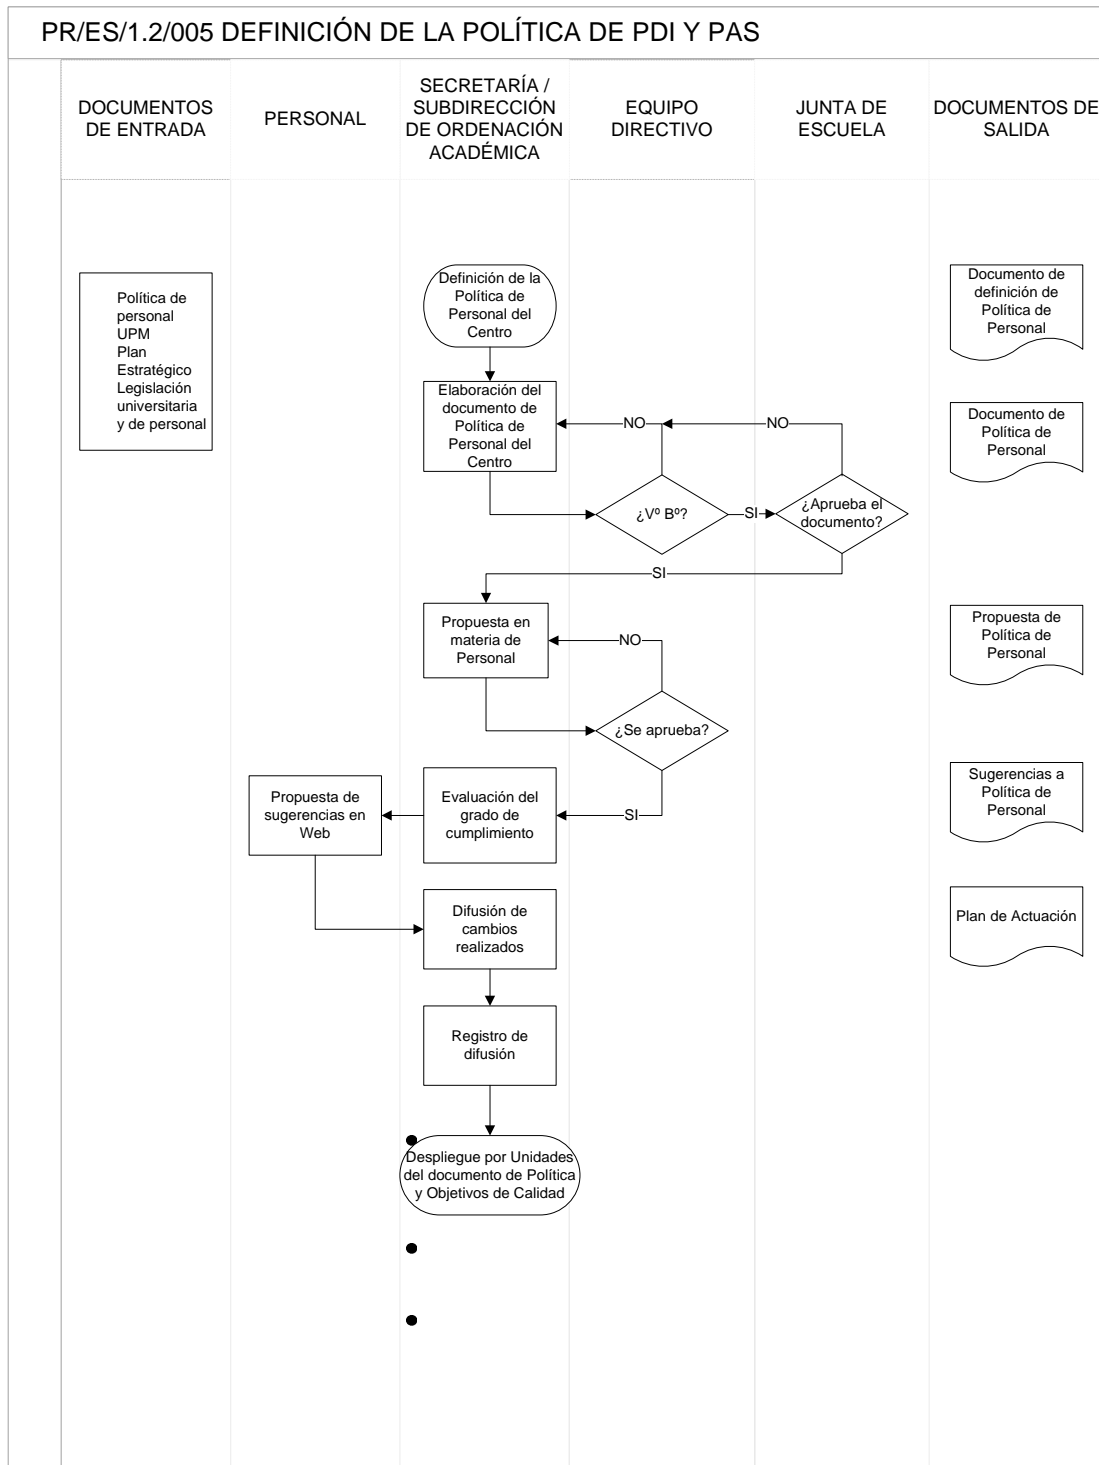 PR/ES/1.2/005 DEFINICIÓN DE LA POLÍTICA DE PDI Y PAS
DOCUMENTOS
DE ENTRADA
PERSONAL
SECRETARÍA /
SUBDIRECCIÓN
DE ORDENACIÓN
ACADÉMICA
EQUIPO
DIRECTIVO
JUNTA DE
ESCUELA
DOCUMENTOS DE
SALIDA
Política de
personal
UPM
Plan
Estratégico
Legislación
universitaria
y de personal
Definición de la
Política de
Personal del
Centro
Documento de
definición de
Política de
Personal
Elaboración del
documento de
Política de
Personal del
Centro
NO
NO
Documento de
Política de
Personal
¿Vº Bº?
SI
¿Aprueba el
documento?
SI
Propuesta en
materia de
Personal
NO
Propuesta de
Política de
Personal
¿Se aprueba?
Propuesta de
sugerencias en
Web
Evaluación del
grado de
cumplimiento
SI
Sugerencias a
Política de
Personal
Difusión de
cambios
realizados
Plan de Actuación
Registro de
difusión
Despliegue por Unidades
del documento de Política
y Objetivos de Calidad